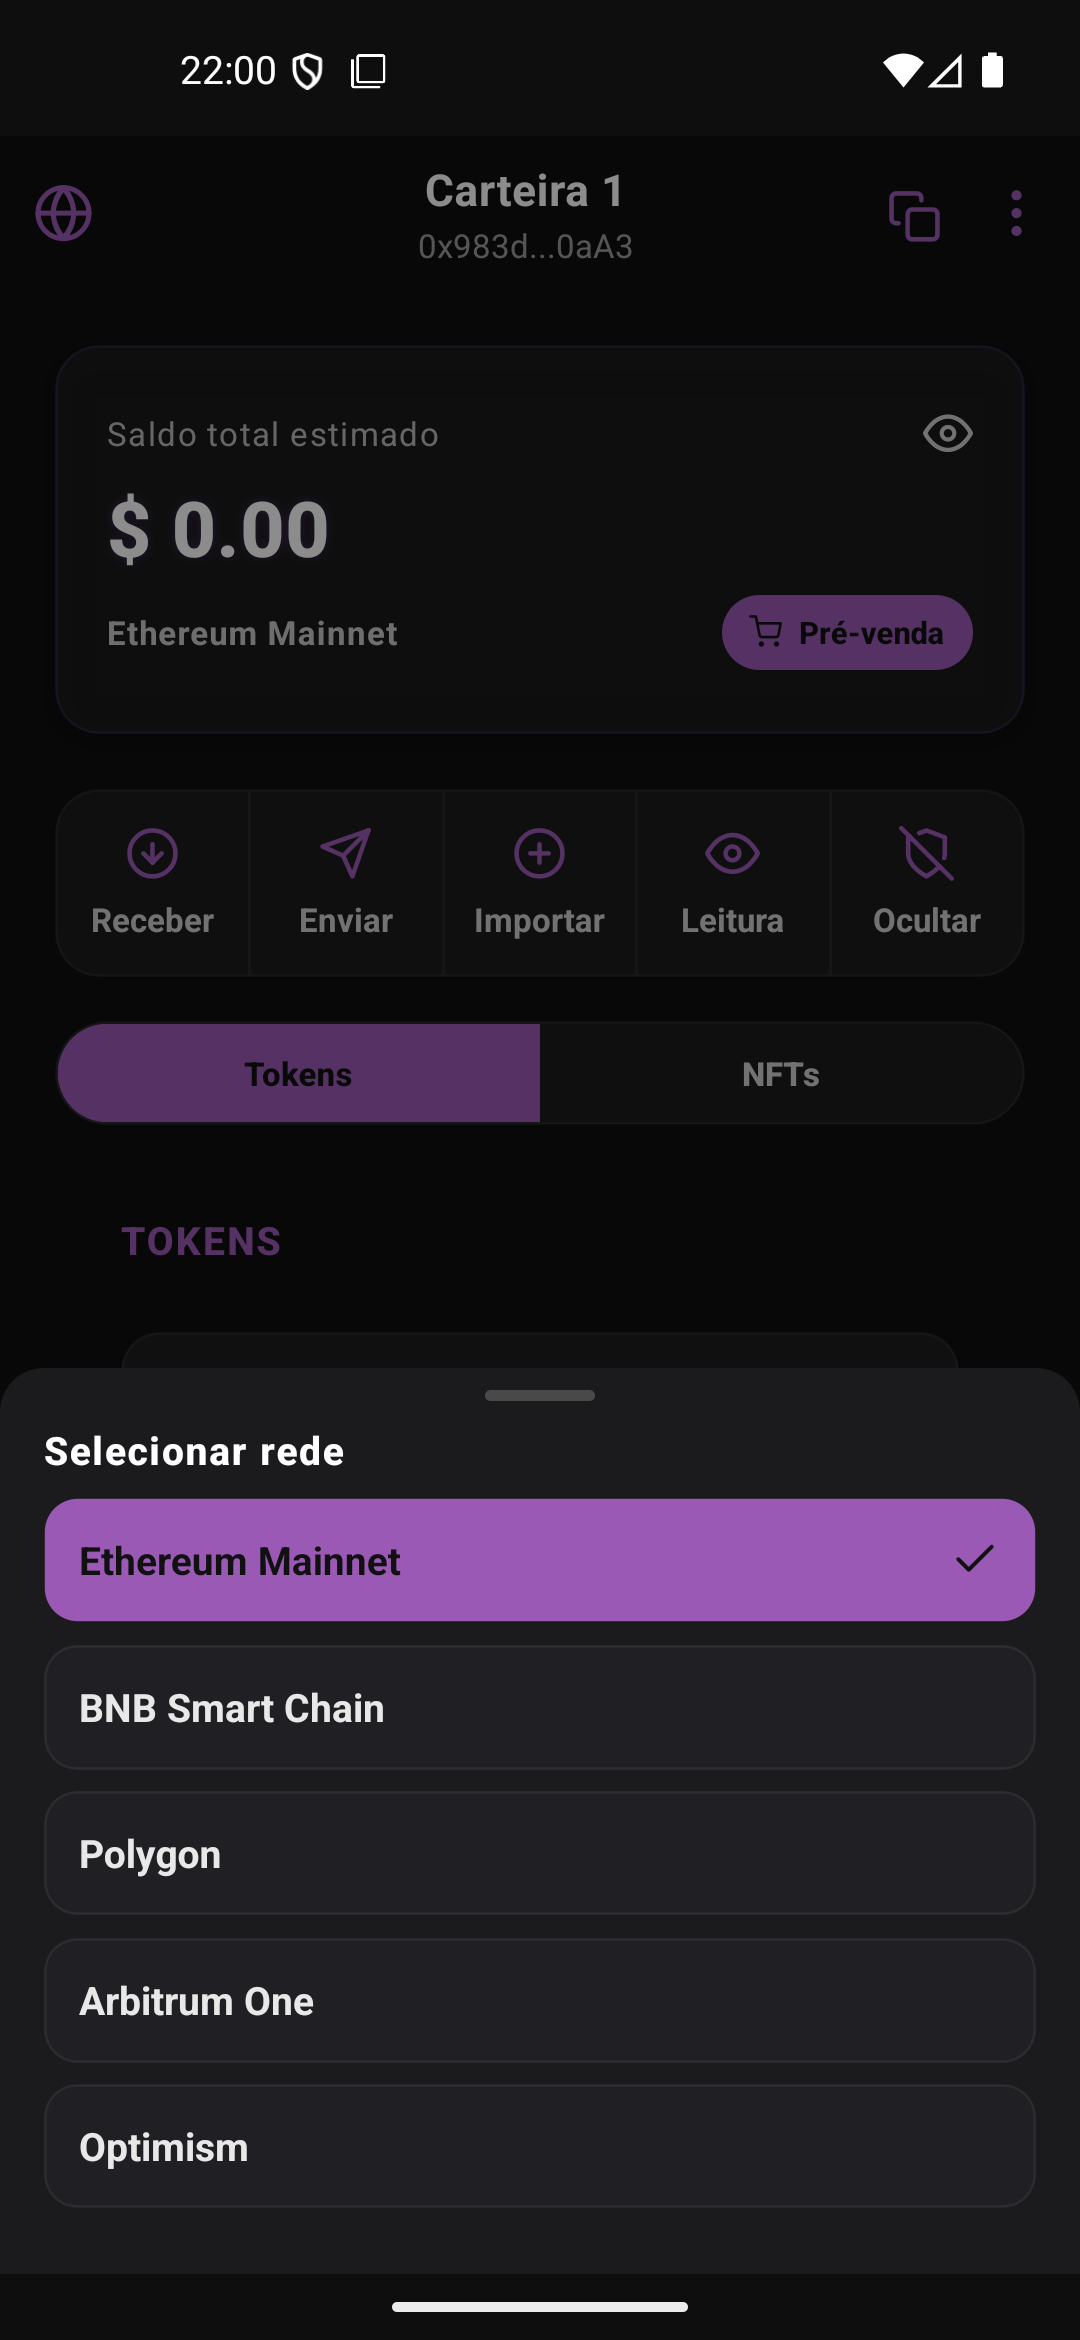 22:00
Carteira 1
0x983d...0aA3
Saldo total estimado
$ 0.00
Ethereum Mainnet
Pré-venda
Receber
Enviar
Importar
Leitura
Ocultar
Tokens
NFTs
TOKENS
Selecionar rede
Ethereum Mainnet
BNB Smart Chain
Polygon
Arbitrum One
Optimism